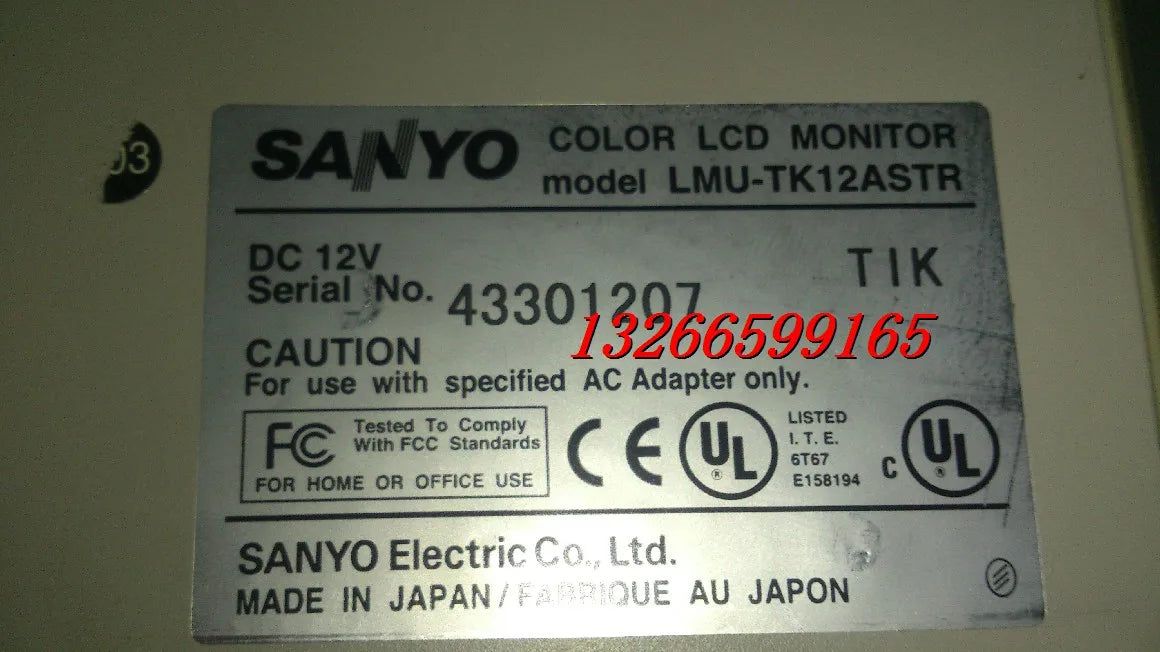 03
SANYO
COLOR LCD MONITOR
model LMU-TK12ASTR
DC 12V
TIK
Serial No. 43301207
13266599165
CAUTION
For use with specified AC Adapter only.
FC Tested To Comply
With FCC Standards
FOR HOME OR OFFICE USE
CE
UL ®
LISTED
I. T. E.
6T67
E158194
C UL ®
SANYO Electric Co., Ltd.
MADE IN JAPAN / FABRIQUE AU JAPON